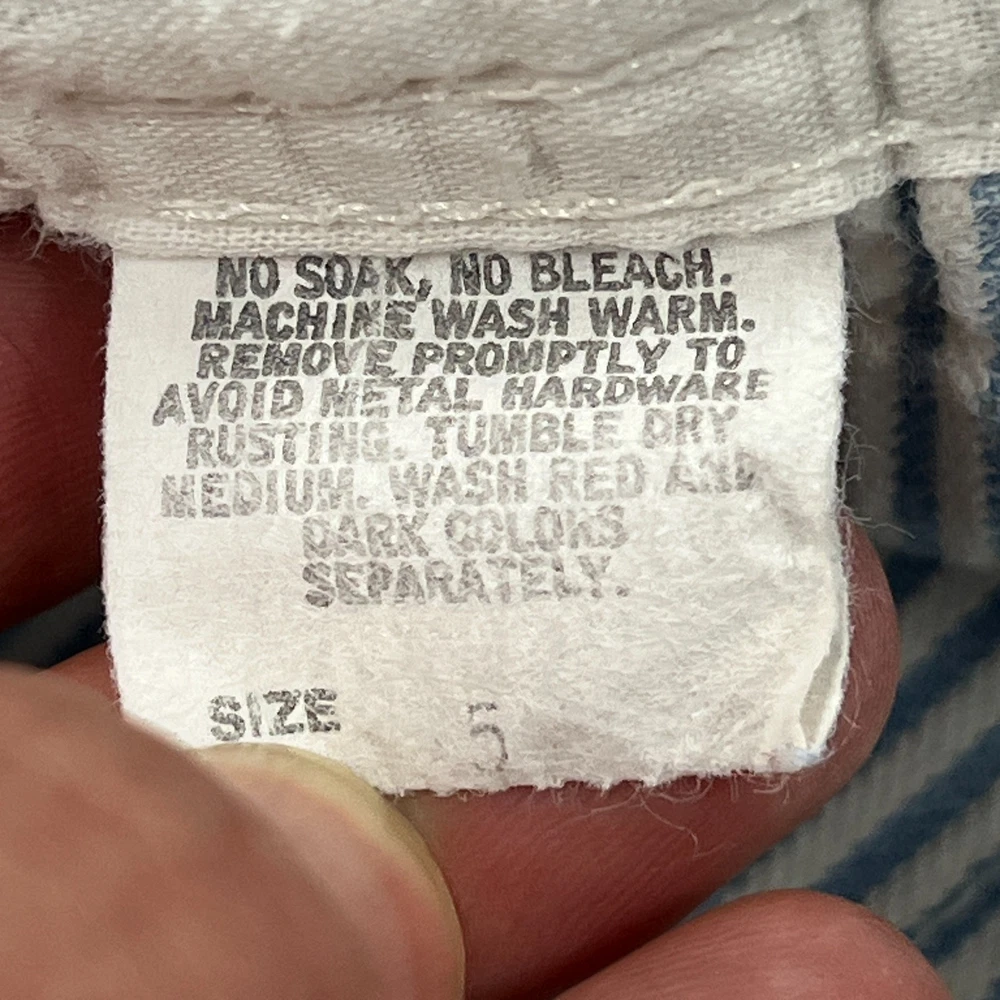 NO SOAK, NO BLEACH.
MACHINE WASH WARM.
REMOVE PROMPTLY TO
AVOID METAL HARDWARE
RUSTING. TUMBLE DRY
MEDIUM. WASH RED AND
DARK COLORS
SEPARATELY.
SIZE 5